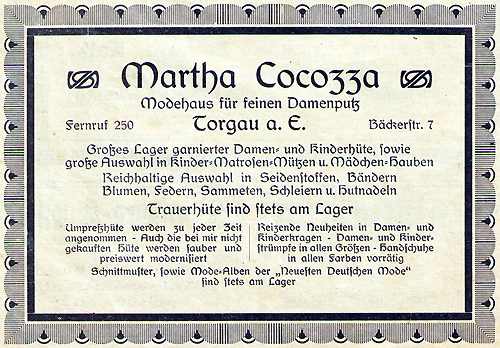 Martha Cocozza
Modehaus für feinen Damenputz
Fernruf 250 Torgau a. E. Bäckerstr. 7
Großes Lager garnierter Damen- und Kinderhüte, sowie
große Auswahl in Kinder-Matrosen-Mützen u. Mädchen-Hauben
Reichhaltige Auswahl in Seidenstoffen, Bändern
Blumen, Federn, Sammeten, Schleiern u. Hutnadeln
Trauerhüte sind stets am Lager
Umpreßhüte werden zu jeder Zeit
angenommen - Auch die bei mir nicht
gekauften Hüte werden sauber und
preiswert modernisiert
Reizende Neuheiten in Damen- und
Kinderkragen - Damen- und Kinder-
strümpfe in allen Größen - Handschuhe
in allen Farben vorrätig
Schnittmuster, sowie Mode-Alben der „Neuesten Deutschen Mode“
sind stets am Lager